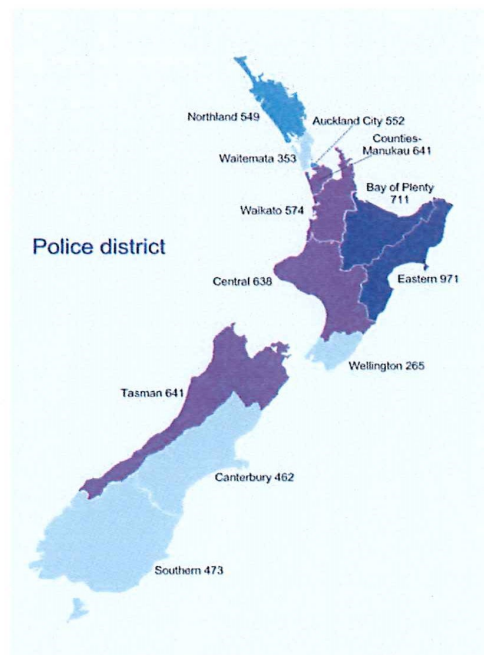 Northland 549
Auckland City 552
Counties-
Manukau 641
Waitemata 353
Bay of Plenty
711
Waikato 574
Police district
Central 638
Eastern 971
Wellington 265
Tasman 641
Canterbury 462
Southern 473